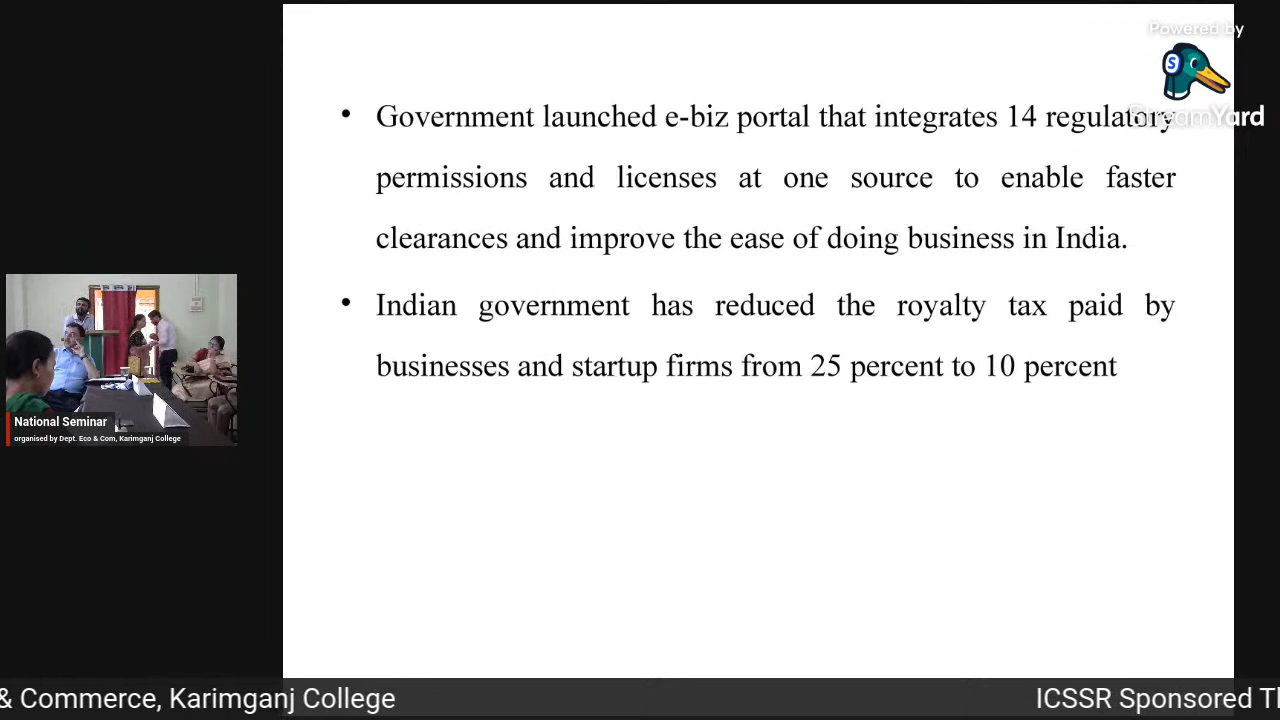 Powered by
StreamYard
• Government launched e-biz portal that integrates 14 regulatory
permissions and licenses at one source to enable faster
clearances and improve the ease of doing business in India.
• Indian government has reduced the royalty tax paid by
businesses and startup firms from 25 percent to 10 percent
National Seminar
organised by Dept. Eco & Com, Karimganj College
& Commerce, Karimganj College
ICSSR Sponsored